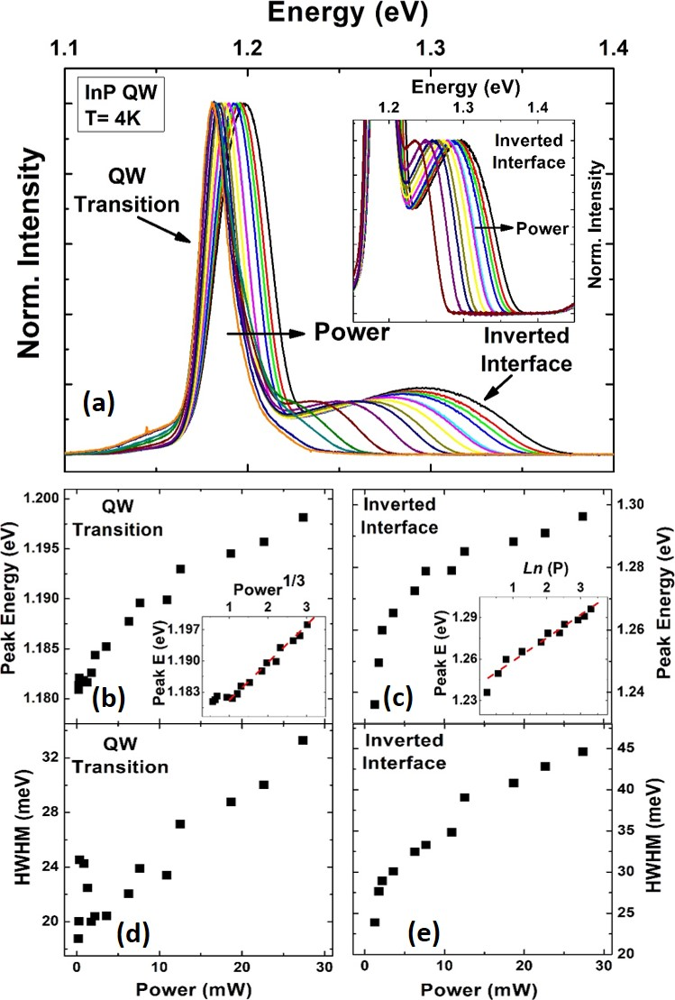 Energy (eV)
1.1 1.2 1.3 1.4
InP QW
T= 4K
QW
Transition
Norm. Intensity
Power
(a)
Inverted
Interface
Energy (eV)
1.2 1.3 1.4
Inverted
Interface
Power
Norm. Intensity
QW
Transition
Peak Energy (eV)
1.200
1.195
1.190
1.185
1.180
(b)
Power1/3
1 2 3
Peak E (eV)
1.197
1.190
1.183
Inverted
Interface
Peak Energy (eV)
1.30
1.28
1.26
1.24
(c)
Ln (P)
1 2 3
Peak E (eV)
1.29
1.26
1.23
QW
Transition
HWHM (meV)
32
28
24
20
(d)
0 10 20 30
Power (mW)
Inverted
Interface
HWHM (meV)
45
40
35
30
25
20
(e)
0 10 20 30
Power (mW)